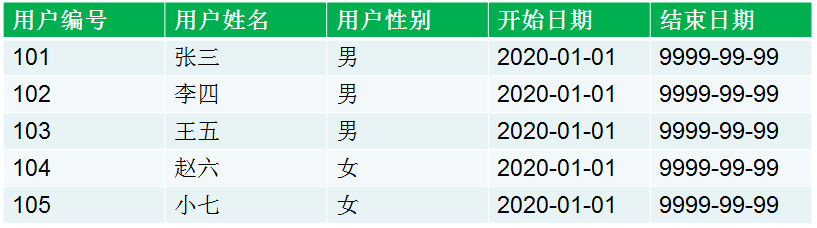 用户编号 用户姓名 用户性别 开始日期 结束日期
101 张三 男 2020-01-01 9999-99-99
102 李四 男 2020-01-01 9999-99-99
103 王五 男 2020-01-01 9999-99-99
104 赵六 女 2020-01-01 9999-99-99
105 小七 女 2020-01-01 9999-99-99